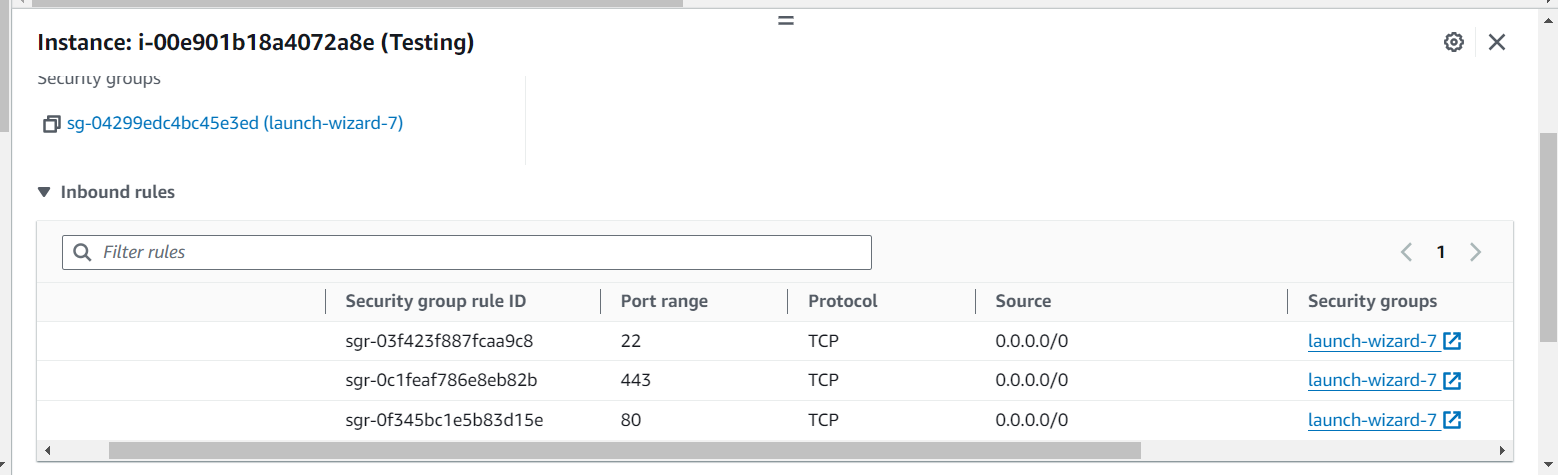 Instance: i-00e901b18a4072a8e (Testing)
Security groups
sg-04299edc4bc45e3ed (launch-wizard-7)
Inbound rules
Filter rules
1
Security group rule ID Port range Protocol Source Security groups
sgr-03f423f887fcaa9c8 22 TCP 0.0.0.0/0 launch-wizard-7
sgr-0c1feaf786e8eb82b 443 TCP 0.0.0.0/0 launch-wizard-7
sgr-0f345bc1e5b83d15e 80 TCP 0.0.0.0/0 launch-wizard-7